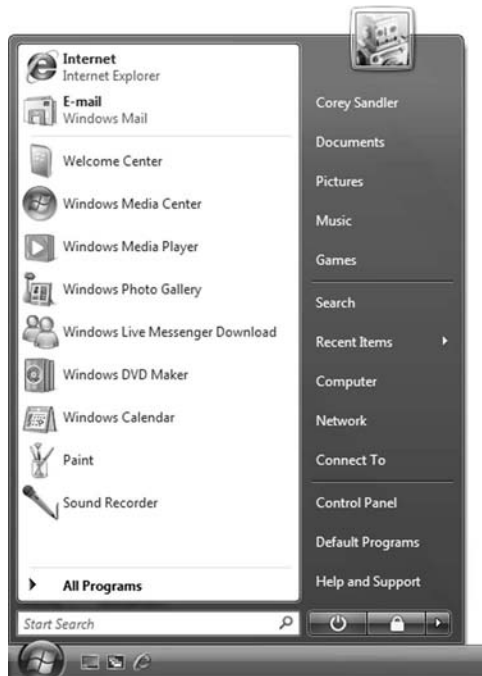 Internet
Internet Explorer
E-mail
Windows Mail
Welcome Center
Windows Media Center
Windows Media Player
Windows Photo Gallery
Windows Live Messenger Download
Windows DVD Maker
Windows Calendar
Paint
Sound Recorder
All Programs
Start Search
Corey Sandler
Documents
Pictures
Music
Games
Search
Recent Items
Computer
Network
Connect To
Control Panel
Default Programs
Help and Support